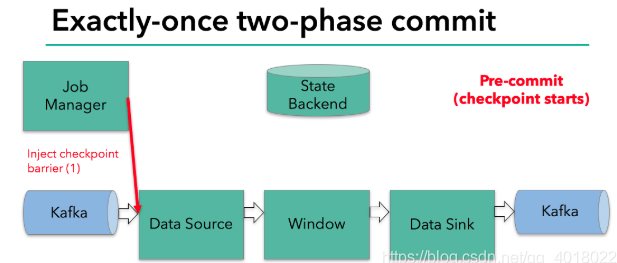 Exactly-once two-phase commit
Job
Manager
State
Backend
Pre-commit
(checkpoint starts)
Inject checkpoint
barrier (1)
Kafka
Data Source
Window
Data Sink
Kafka
https://blog.csdn.net/qq_4018022